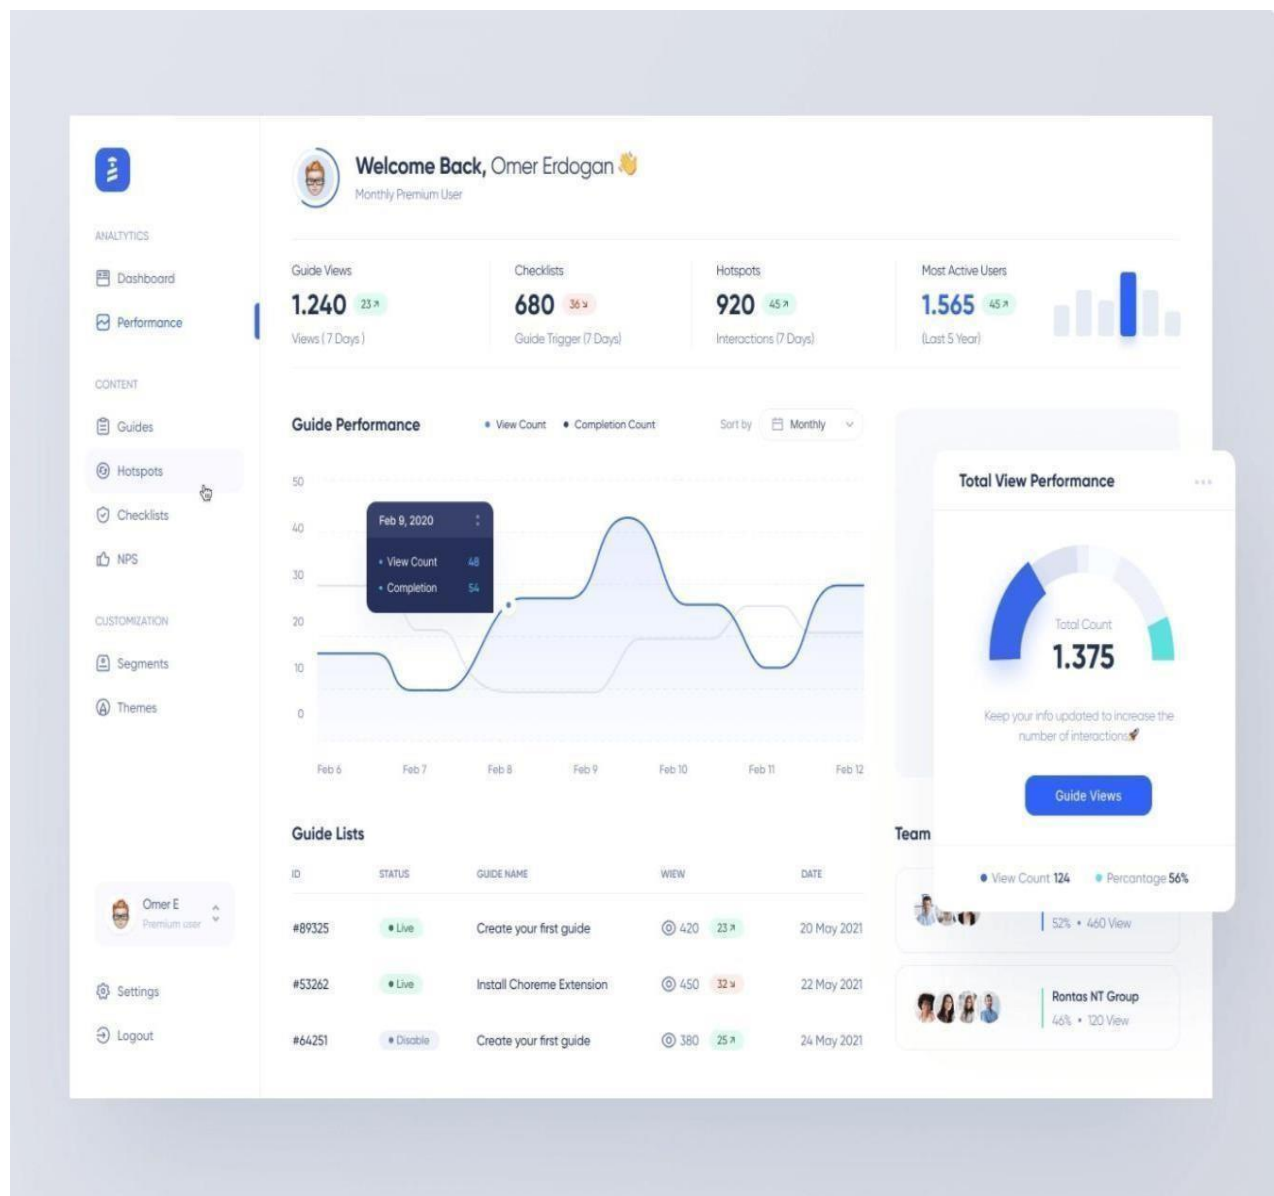 Welcome Back, Omer Erdogan
Monthly Premium User
ANALTYTICS
Dashboard
Performance
CONTENT
Guides
Hotspots
Checklists
NPS
CUSTOMIZATION
Segments
Themes
Omer E
Premium user
Settings
Logout
Guide Views
1.240 23
Views ( 7 Days )
Checklists
680 36
Guide Trigger (7 Days)
Hotspots
920 45
Interactions (7 Days)
Most Active Users
1.565 45
(Last 5 Year)
Guide Performance
View Count Completion Count
Sort by Monthly
50
40
30
20
10
0
Feb 9, 2020
View Count 48
Completion 54
Feb 6 Feb 7 Feb 8 Feb 9 Feb 10 Feb 11 Feb 12
Total View Performance
Total Count
1.375
Keep your info updated to increase the
number of interactions
Guide Views
View Count 124 Percantage 56%
Guide Lists
ID STATUS GUIDE NAME WIEW DATE
#89325 Live Create your first guide 420 23 20 May 2021
#53262 Live Install Choreme Extension 450 32 22 May 2021
#64251 Disable Create your first guide 380 25 24 May 2021
Team
52% • 460 View
Rontas NT Group
46% • 120 View